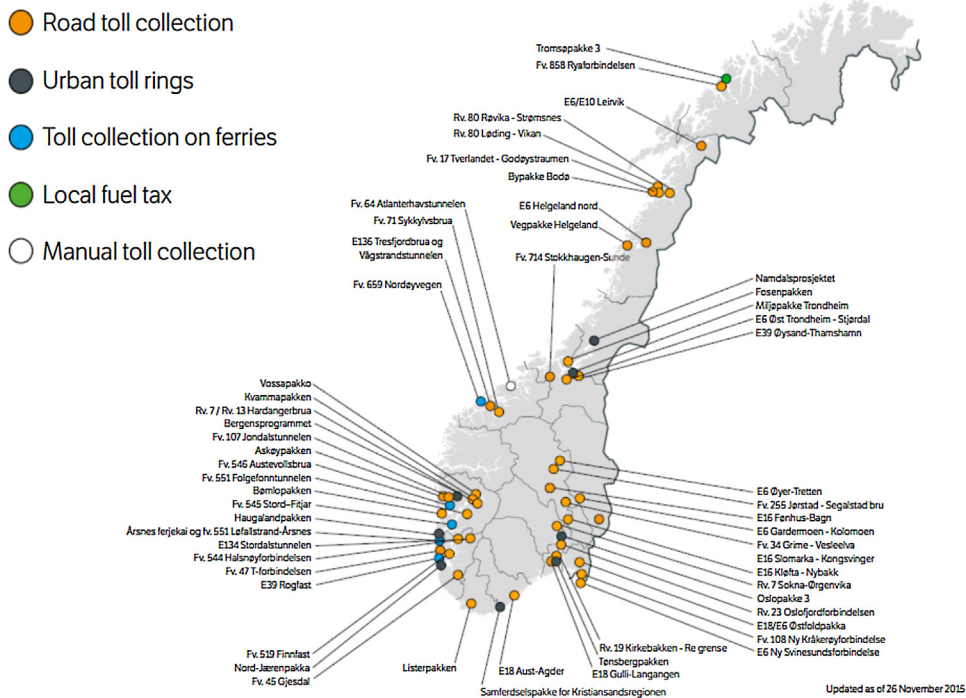 Road toll collection
Urban toll rings
Toll collection on ferries
Local fuel tax
Manual toll collection
Tromsøpakke 3
Fv. 858 Ryaforbindelsen
E6/E10 Leirvik
Rv. 80 Røvika - Strømsnes
Rv. 80 Løding - Vikan
Fv. 17 Tverlandet - Godøystraumen
Bypakke Bodø
E6 Helgeland nord
Vegpakke Helgeland
Fv. 714 Stokkhaugen-Sunde
Fv. 64 Atlanterhavstunnelen
Fv. 71 Sykkylvsbrua
E136 Tresfjordbrua og
Vågstrandstunnelen
Fv. 659 Nordøyvegen
Namdalsprosjektet
Fosenpakken
Miljøpakke Trondheim
E6 Øst Trondheim - Stjørdal
E39 Øysand-Thamshamn
Vossapakko
Kvammapakken
Rv. 7 / Rv. 13 Hardangerbrua
Bergensprogrammet
Fv. 107 Jondalstunnelen
Askøypakken
Fv. 546 Austevollsbrua
Fv. 551 Folgefonntunnelen
Bømlopakken
Fv. 545 Stord–Fitjar
Haugalandpakken
Årsnes ferjekai og fv. 551 Løfallstrand-Årsnes
E134 Stordalstunnelen
Fv. 544 Halsnøyforbindelsen
Fv. 47 T-forbindelsen
E39 Rogfast
Fv. 519 Finnfast
Nord-Jærenpakka
Fv. 45 Gjesdal
Listerpakken
Samferdselspakke for Kristiansandsregionen
E18 Aust-Agder
E18 Gulli-Langangen
Tønsbergpakken
Rv. 19 Kirkebakken - Re grense
E6 Øyer-Tretten
Fv. 255 Jørstad - Segalstad bru
E16 Fønhus-Bagn
E6 Gardermoen - Kolomoen
Fv. 34 Grime - Vesleelva
E16 Slomarka - Kongsvinger
E16 Kløfta - Nybakk
Rv. 7 Sokna-Ørgenvika
Oslopakke 3
Rv. 23 Oslofjordforbindelsen
E18/E6 Østfoldpakka
Fv. 108 Ny Kråkerøyforbindelse
E6 Ny Svinesundsforbindelse
Updated as of 26 November 2015